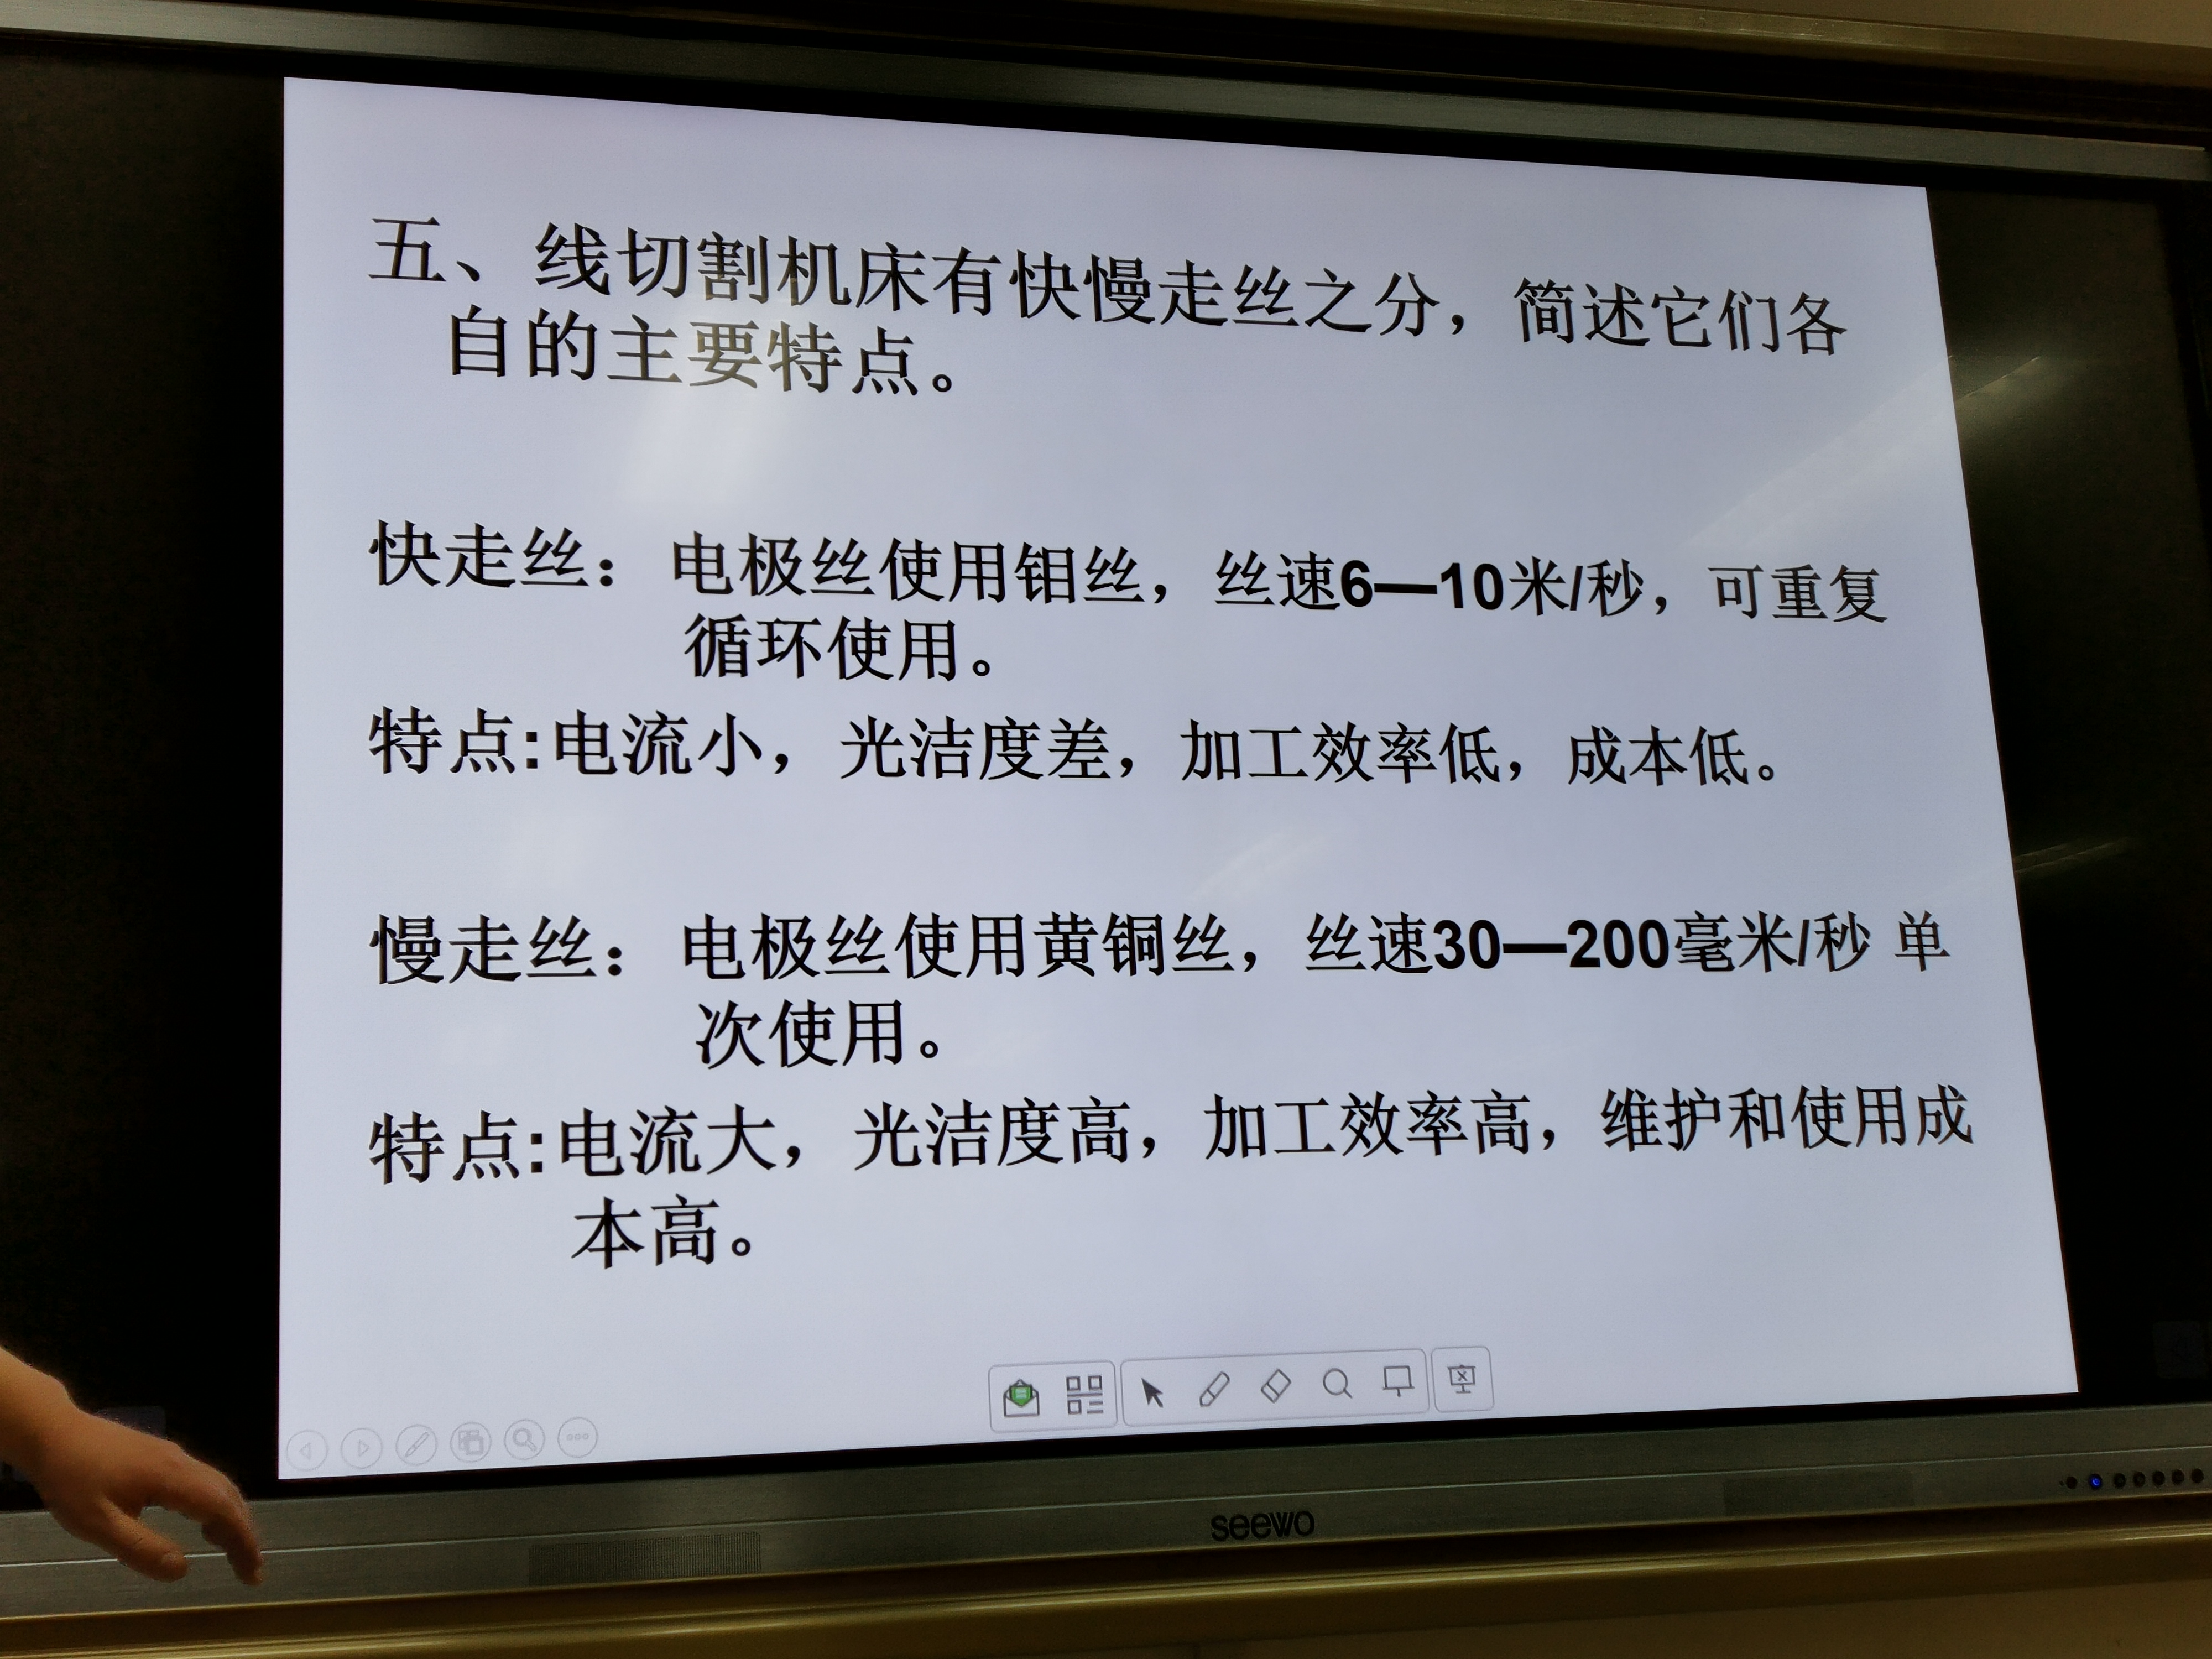 五、线切割机床有快慢走丝之分，简述它们各
自的主要特点。
快走丝：电极丝使用钼丝，丝速6—10米/秒，可重复
循环使用。
特点:电流小，光洁度差，加工效率低，成本低。
慢走丝：电极丝使用黄铜丝，丝速30—200毫米/秒 单
次使用。
特点:电流大，光洁度高，加工效率高，维护和使用成
本高。
seewo